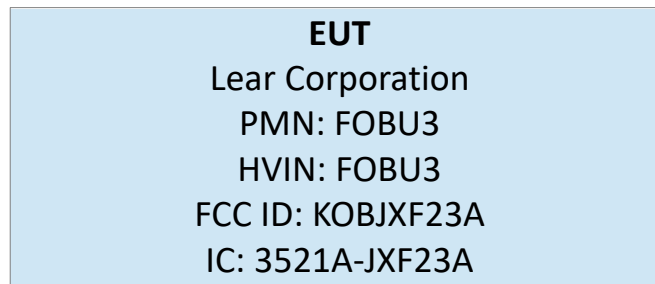 EUT
Lear Corporation
PMN: FOBU3
HVIN: FOBU3
FCC ID: KOBJXF23A
IC: 3521A-JXF23A